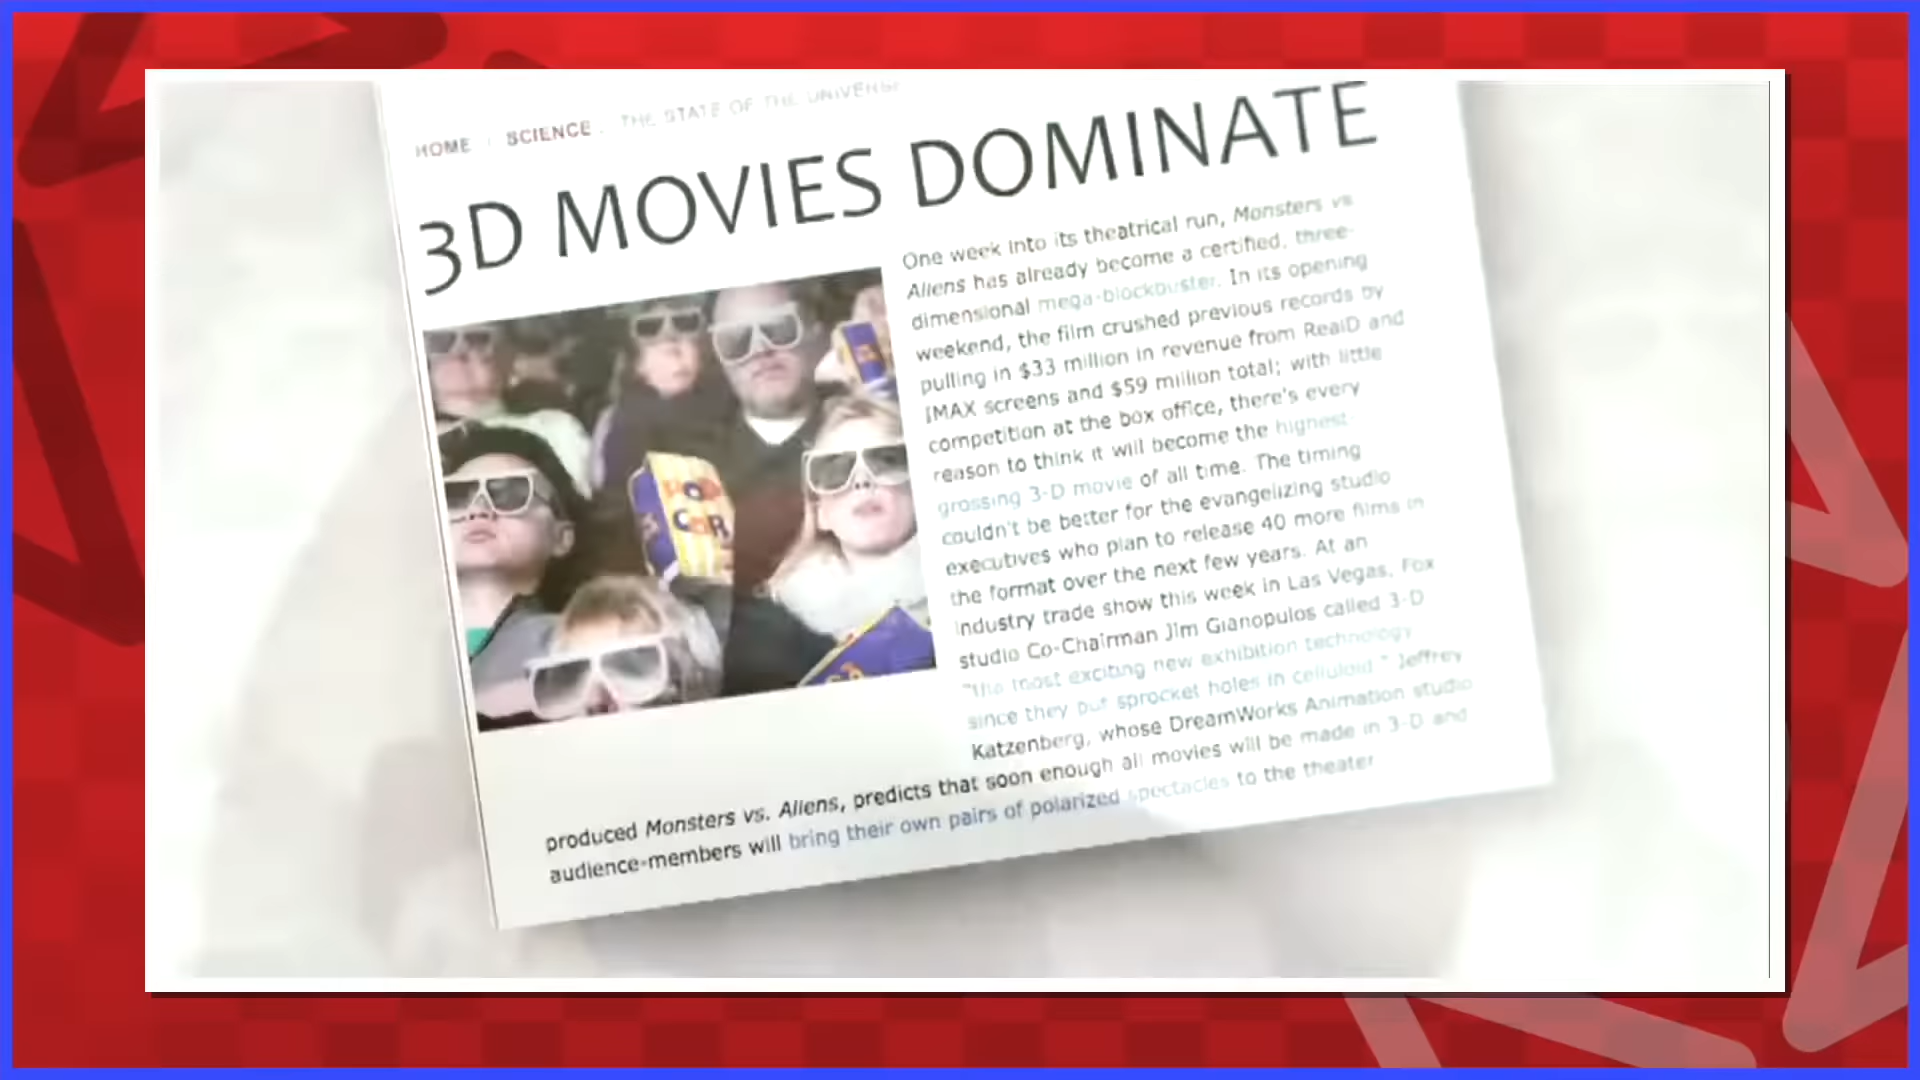 HOME
SCIENCE
THE STATE OF THE UNIVERSE
3D MOVIES DOMINATE
One week into its theatrical run, Monsters vs
Aliens has already become a certified, three-
dimensional mega-blockbuster. In its opening
weekend, the film crushed previous records by
pulling in $33 million in revenue from RealD and
IMAX screens and $59 million total; with little
competition at the box office, there's every
reason to think it will become the highest-
grossing 3-D movie of all time. The timing
couldn't be better for the evangelizing studio
executives who plan to release 40 more films in
the format over the next few years. At an
industry trade show this week in Las Vegas, Fox
studio Co-Chairman Jim Gianopulos called 3-D
"the most exciting new exhibition technology
since they put sprocket holes in celluloid." Jeffrey
Katzenberg, whose DreamWorks Animation studio
produced Monsters vs. Aliens, predicts that soon enough all movies will be made in 3-D and
audience-members will bring their own pairs of polarized spectacles to the theater
POP
CORN